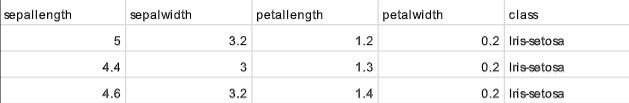 sepallength sepalwidth petallength petalwidth class
5 3.2 1.2 0.2 Iris-setosa
4.4 3 1.3 0.2 Iris-setosa
4.6 3.2 1.4 0.2 Iris-setosa